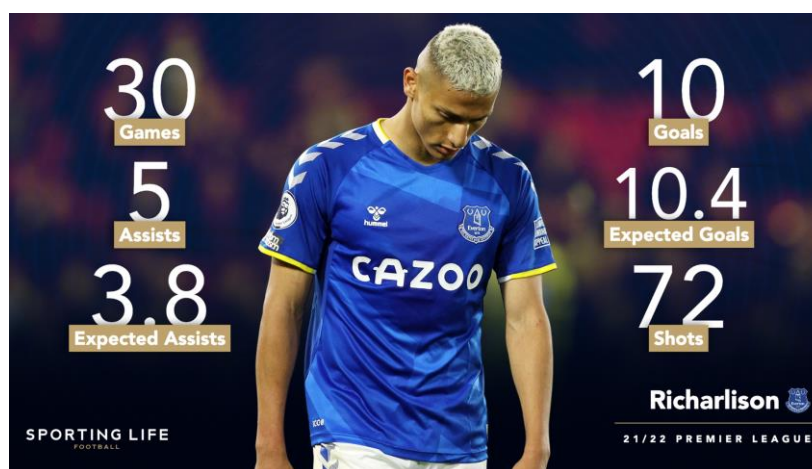 30
Games
5
Assists
3.8
Expected Assists
10
Goals
10.4
Expected Goals
72
Shots
hummel
Everton
CAZOO
Richarlison
21/22 PREMIER LEAGUE
SPORTING LIFE
FOOTBALL